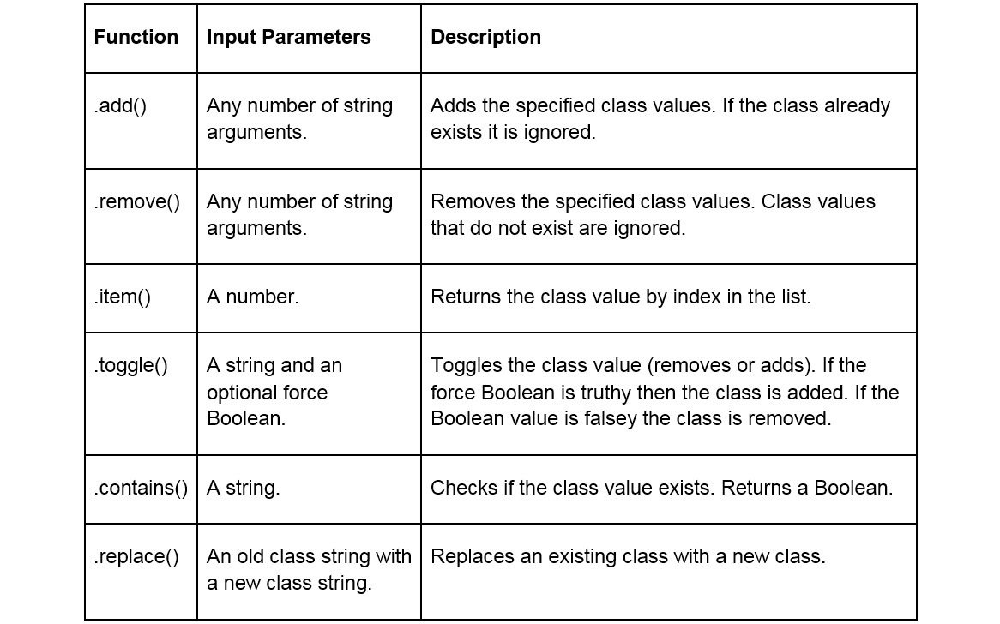 Function Input Parameters Description
.add() Any number of string Adds the specified class values. If the class already
arguments. exists it is ignored.
.remove() Any number of string Removes the specified class values. Class values
arguments. that do not exist are ignored.
.item() A number. Returns the class value by index in the list.
.toggle() A string and an Toggles the class value (removes or adds). If the
optional force force Boolean is truthy then the class is added. If the
Boolean. Boolean value is falsey the class is removed.
.contains() A string. Checks if the class value exists. Returns a Boolean.
.replace() An old class string with Replaces an existing class with a new class.
a new class string.